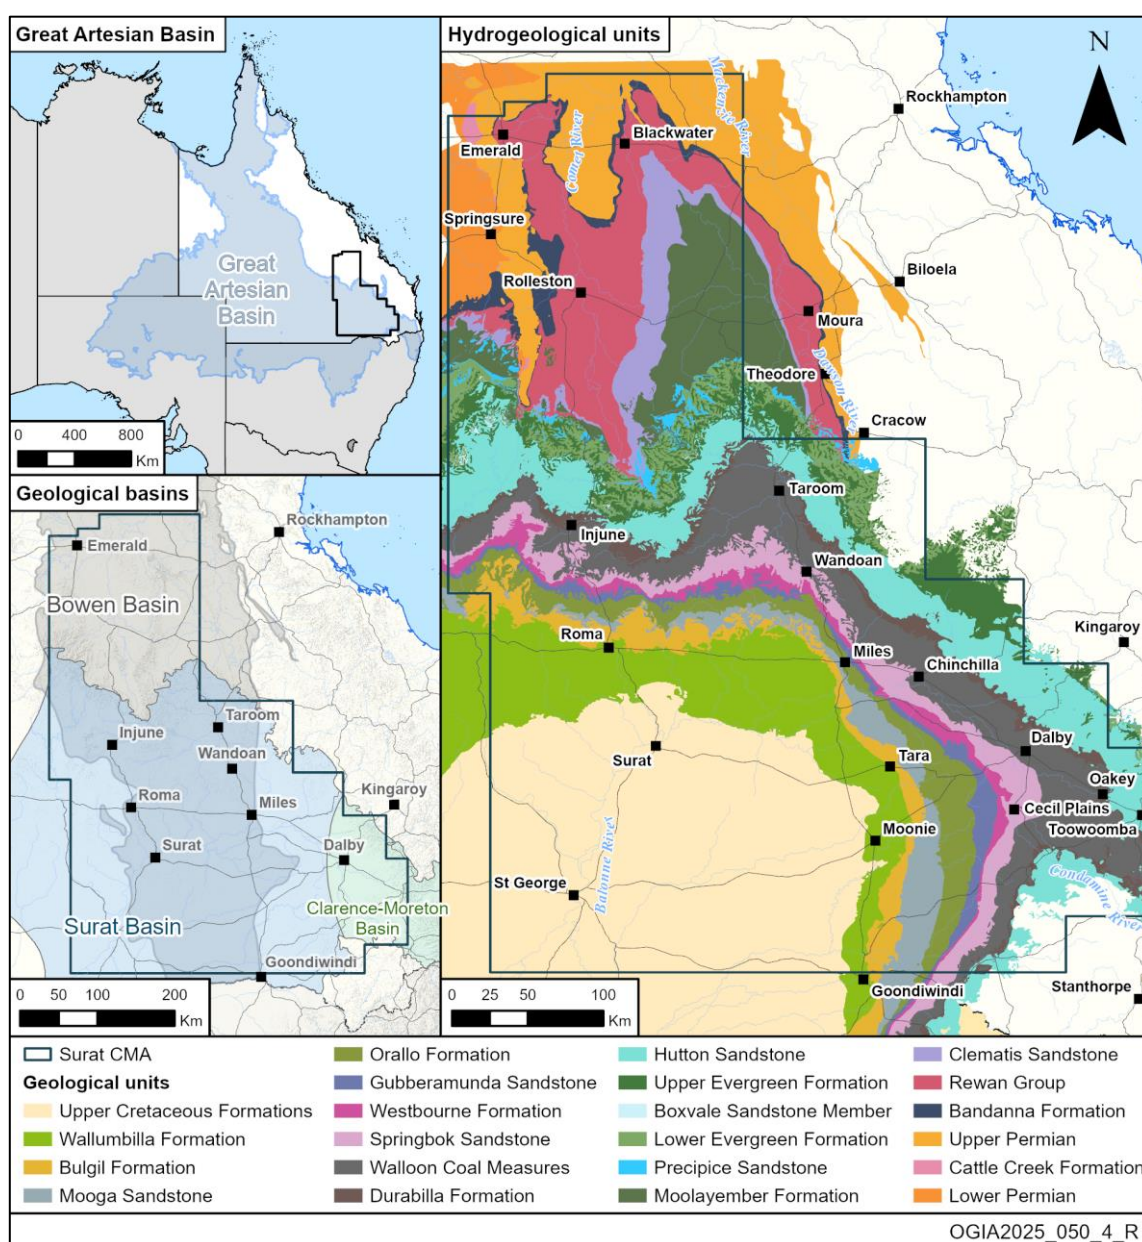 Great Artesian Basin
Great
Artesian
Basin
0 400 800
Km
Geological basins
Rockhampton
Emerald
Bowen Basin
Taroom
Injune
Wandoan
Roma
Miles
Kingaroy
Surat
Dalby
Clarence-Moreton
Basin
Surat Basin
Goondiwindi
0 50 100 200
Km
Hydrogeological units
N
Mackenzie River
Rockhampton
Emerald
Comet River
Blackwater
Springsure
Biloela
Rolleston
Moura
Theodore
Dawson River
Cracow
Taroom
Injune
Wandoan
Kingaroy
Roma
Miles
Chinchilla
Surat
Dalby
Tara
Oakey
Cecil Plains
Toowoomba
Moonie
St George
Balonne River
Condamine River
Goondiwindi
Stanthorpe
0 25 50 100
Km
Surat CMA
Geological units
Upper Cretaceous Formations
Wallumbilla Formation
Bulgil Formation
Mooga Sandstone
Orallo Formation
Gubberamunda Sandstone
Westbourne Formation
Springbok Sandstone
Walloon Coal Measures
Durabilla Formation
Hutton Sandstone
Upper Evergreen Formation
Boxvale Sandstone Member
Lower Evergreen Formation
Precipice Sandstone
Moolayember Formation
Clematis Sandstone
Rewan Group
Bandanna Formation
Upper Permian
Cattle Creek Formation
Lower Permian
OGIA2025_050_4_R